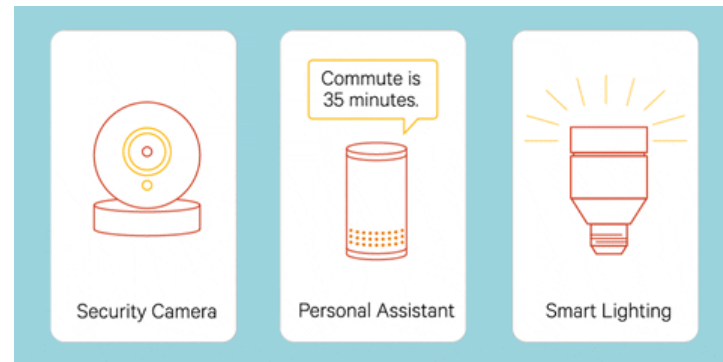 Commute is
35 minutes.
Security Camera
Personal Assistant
Smart Lighting